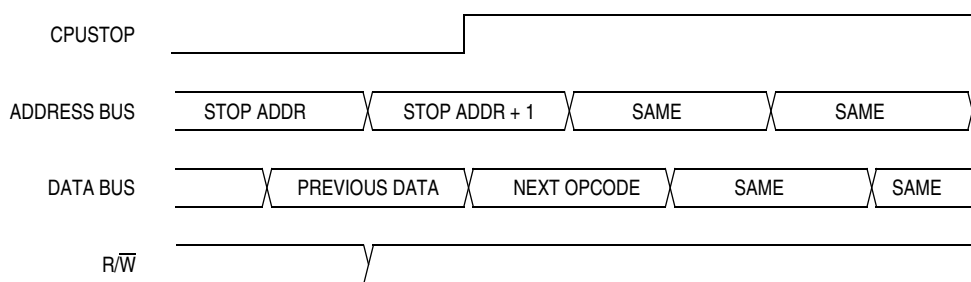 CPUSTOP
ADDRESS BUS STOP ADDR STOP ADDR + 1 SAME SAME
DATA BUS PREVIOUS DATA NEXT OPCODE SAME SAME
R/W̅